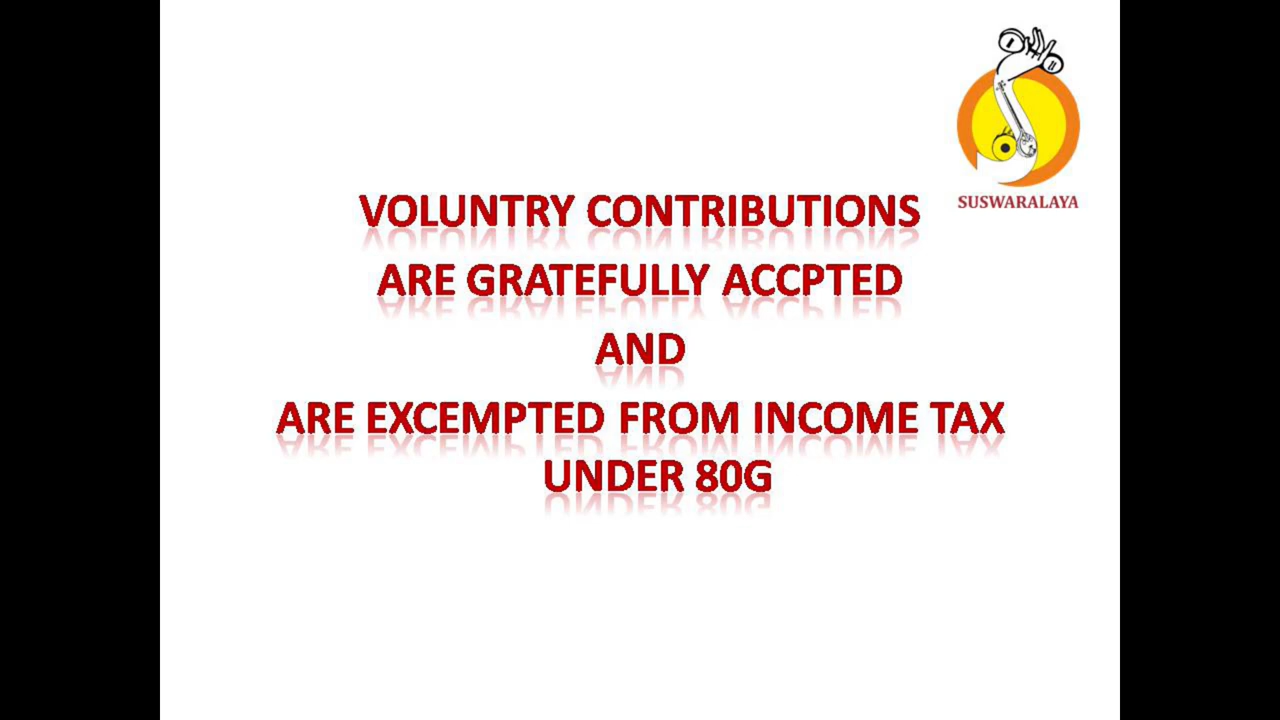 SUSWARALAYA
VOLUNTRY CONTRIBUTIONS
ARE GRATEFULLY ACCPTED
AND
ARE EXCEMPTED FROM INCOME TAX
UNDER 80G